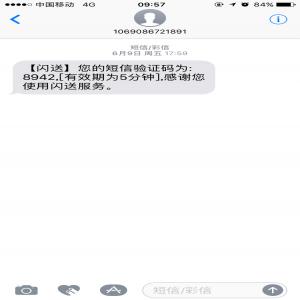 中国移动 4G 09:57 84%
1069086721891
短信/彩信
6月9日 周五 17:59
【闪送】您的短信验证码为:
8942,[有效期为5分钟],感谢您
使用闪送服务。
短信/彩信